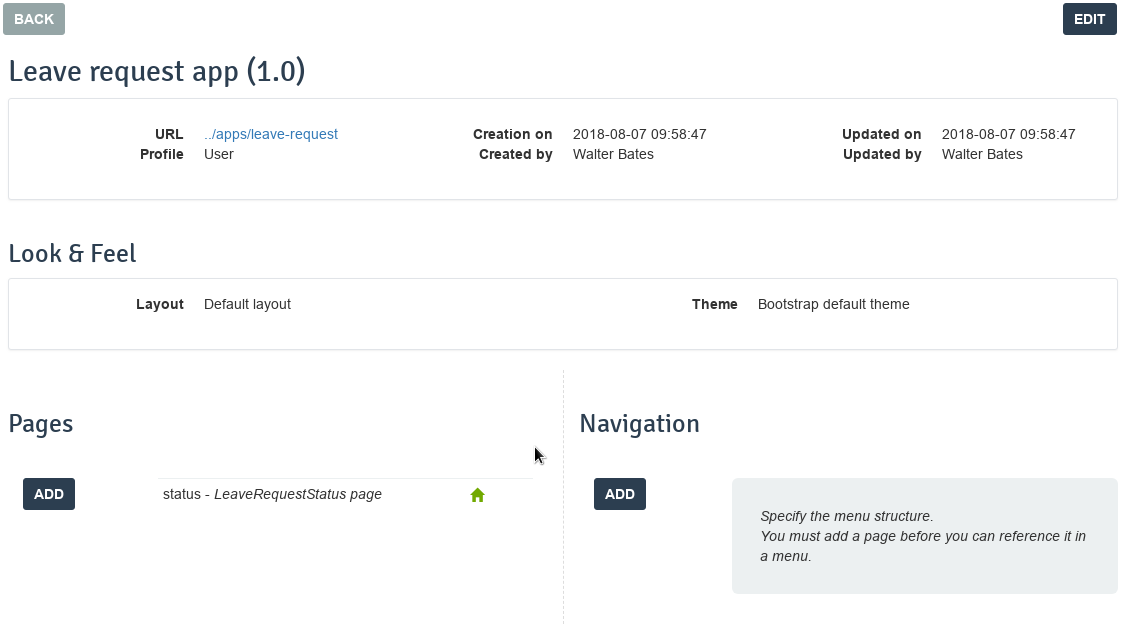 BACK
EDIT
Leave request app (1.0)
URL ../apps/leave-request Creation on 2018-08-07 09:58:47 Updated on 2018-08-07 09:58:47
Profile User Created by Walter Bates Updated by Walter Bates
Look & Feel
Layout Default layout Theme Bootstrap default theme
Pages
ADD
status - LeaveRequestStatus page
Navigation
ADD
Specify the menu structure.
You must add a page before you can reference it in
a menu.